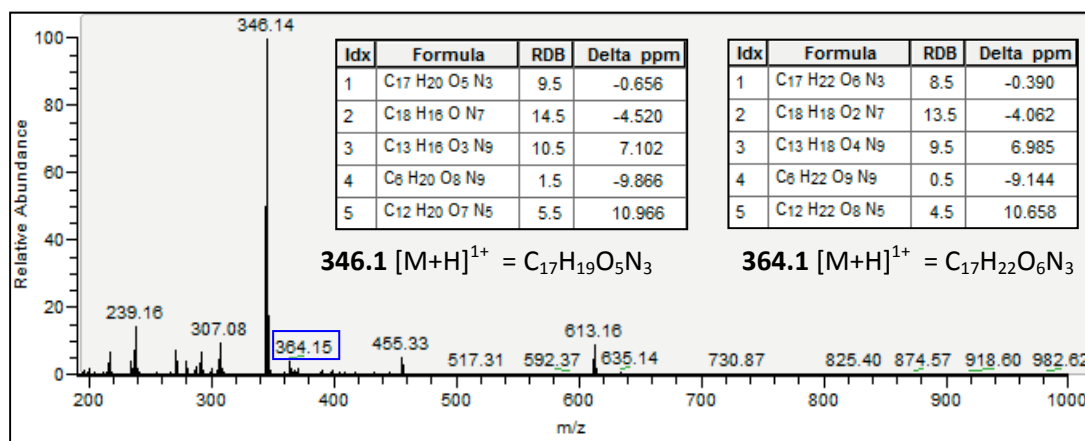 346.14
100
80
60
40
20
0
Relative Abundance
239.16
307.08
364.15
455.33
517.31
592.37
613.16
635.14
730.87
825.40
874.57
918.60
982.62
200
300
400
500
600
700
800
900
1000
m/z
Idx Formula RDB Delta ppm
1 C17 H20 O5 N3 9.5 -0.656
2 C18 H16 O N7 14.5 -4.520
3 C13 H16 O3 N9 10.5 7.102
4 C6 H20 O8 N9 1.5 -9.866
5 C12 H20 O7 N5 5.5 10.966
346.1 [M+H]1+ = C17H19O5N3
Idx Formula RDB Delta ppm
1 C17 H22 O6 N3 8.5 -0.390
2 C18 H18 O2 N7 13.5 -4.062
3 C13 H18 O4 N9 9.5 6.985
4 C6 H22 O9 N9 0.5 -9.144
5 C12 H22 O8 N5 4.5 10.658
364.1 [M+H]1+ = C17H22O6N3